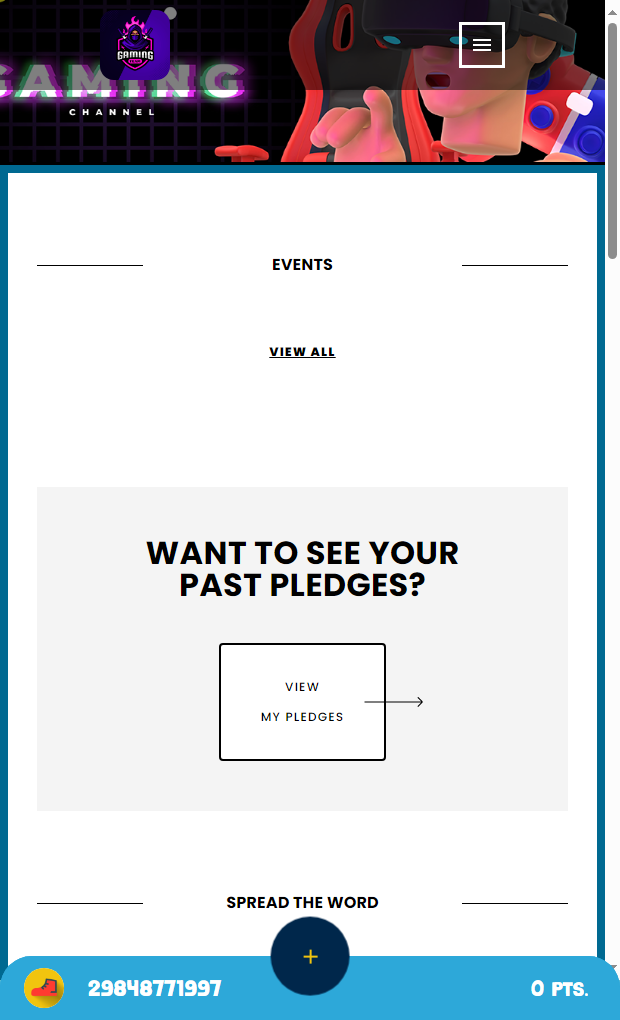 GAMING
GAMING
CHANNEL
EVENTS
VIEW ALL
WANT TO SEE YOUR
PAST PLEDGES?
VIEW
MY PLEDGES
SPREAD THE WORD
+
29848771997
0 PTS.